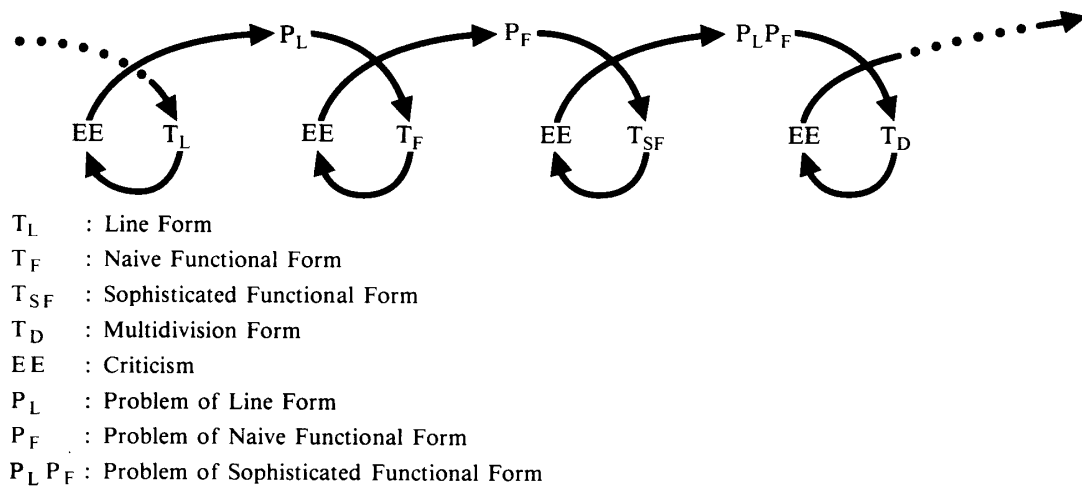 P_L P_F P_L P_F
EE T_L EE T_F EE T_SF EE T_D
T_L : Line Form
T_F : Naive Functional Form
T_SF : Sophisticated Functional Form
T_D : Multidivision Form
EE : Criticism
P_L : Problem of Line Form
P_F : Problem of Naive Functional Form
P_L P_F : Problem of Sophisticated Functional Form